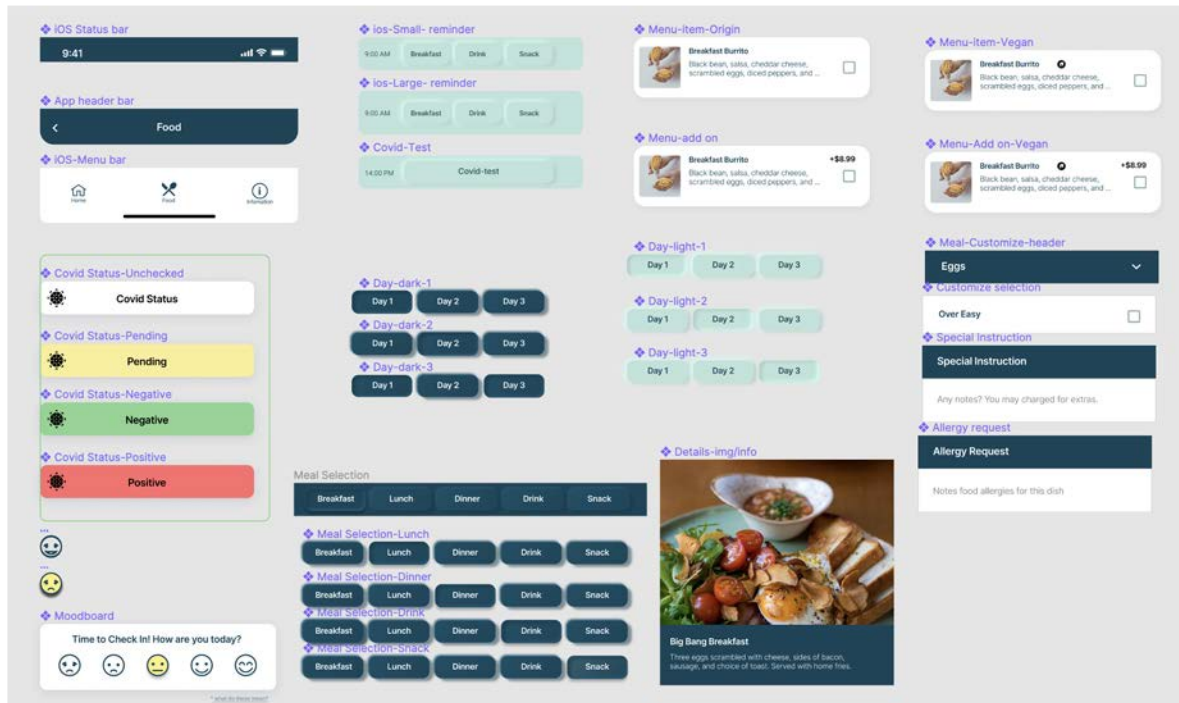 iOS Status bar
9:41
App header bar
Food
iOS-Menu bar
Home
Food
Information
Covid Status-Unchecked
Covid Status
Covid Status-Pending
Pending
Covid Status-Negative
Negative
Covid Status-Positive
Positive
Moodboard
Time to Check In! How are you today?
* what do these mean?
ios-Small- reminder
9:00 AM Breakfast Drink Snack
ios-Large- reminder
9:00 AM Breakfast Drink Snack
Covid-Test
14:00 PM Covid-test
Day-dark-1
Day 1 Day 2 Day 3
Day-dark-2
Day 1 Day 2 Day 3
Day-dark-3
Day 1 Day 2 Day 3
Meal Selection
Breakfast Lunch Dinner Drink Snack
Meal Selection-Lunch
Breakfast Lunch Dinner Drink Snack
Meal Selection-Dinner
Breakfast Lunch Dinner Drink Snack
Meal Selection-Drink
Breakfast Lunch Dinner Drink Snack
Meal Selection-Snack
Breakfast Lunch Dinner Drink Snack
Menu-item-Origin
Breakfast Burrito
Black bean, salsa, cheddar cheese,
scrambled eggs, diced peppers, and ...
Menu-add on
Breakfast Burrito +$8.99
Black bean, salsa, cheddar cheese,
scrambled eggs, diced peppers, and ...
Day-light-1
Day 1 Day 2 Day 3
Day-light-2
Day 1 Day 2 Day 3
Day-light-3
Day 1 Day 2 Day 3
Details-img/info
Big Bang Breakfast
Three eggs scrambled with cheese, sides of bacon,
sausage, and choice of toast. Served with home fries.
Menu-Item-Vegan
Breakfast Burrito
Black bean, salsa, cheddar cheese,
scrambled eggs, diced peppers, and ...
Menu-Add on-Vegan
Breakfast Burrito +$8.99
Black bean, salsa, cheddar cheese,
scrambled eggs, diced peppers, and ...
Meal-Customize-header
Eggs
Customize selection
Over Easy
Special Instruction
Special Instruction
Any notes? You may charged for extras.
Allergy request
Allergy Request
Notes food allergies for this dish